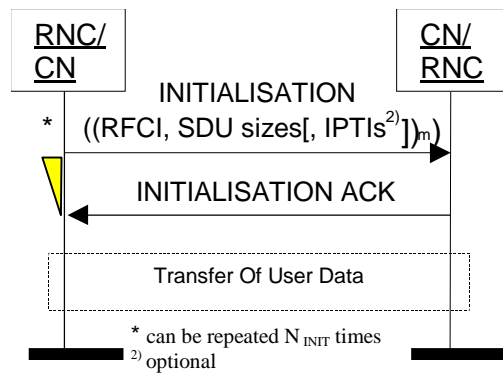 RNC/
CN
CN/
RNC
INITIALISATION
* ((RFCI, SDU sizes[, IPTIs2)])m)
INITIALISATION ACK
Transfer Of User Data
* can be repeated N INIT times
2) optional